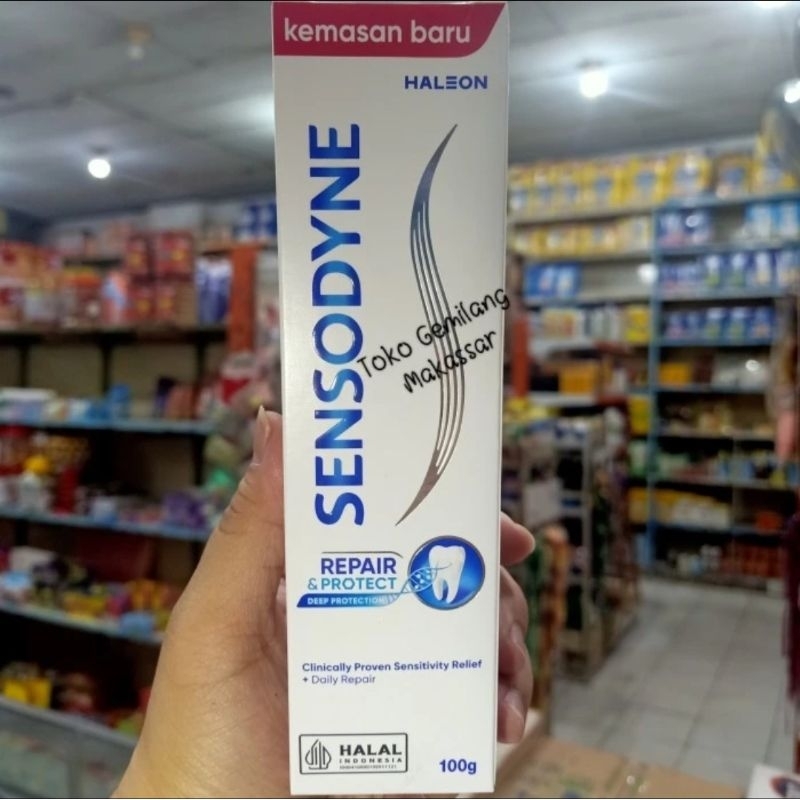 kemasan baru
HALEON
SENSODYNE
Toko Gemilang
Makassar
REPAIR
& PROTECT
DEEP PROTECTION
Clinically Proven Sensitivity Relief
+ Daily Repair
HALAL
INDONESIA
100g